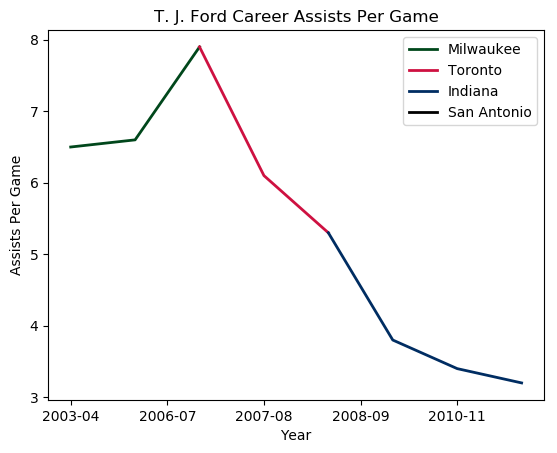 T. J. Ford Career Assists Per Game
8
7
6
5
4
3
Assists Per Game
Milwaukee
Toronto
Indiana
San Antonio
2003-04 2006-07 2007-08 2008-09 2010-11
Year